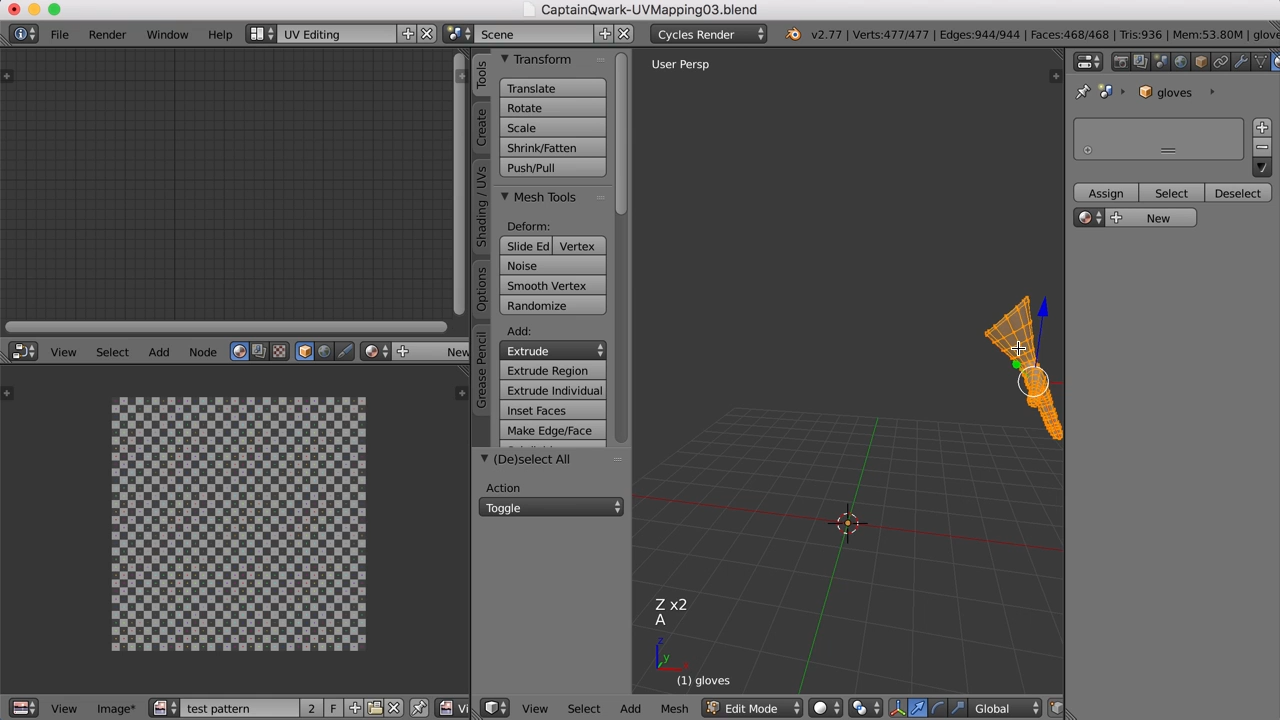 CaptainQwark-UVMapping03.blend
File Render Window Help UV Editing Scene Cycles Render v2.77 | Verts:477/477 | Edges:944/944 | Faces:468/468 | Tris:936 | Mem:53.80M | glove
Tools
Create
Shading / UVs
Options
Grease Pencil
Transform
Translate
Rotate
Scale
Shrink/Fatten
Push/Pull
Mesh Tools
Deform:
Slide Ed Vertex
Noise
Smooth Vertex
Randomize
Add:
Extrude
Extrude Region
Extrude Individual
Inset Faces
Make Edge/Face
(De)select All
Action
Toggle
View Select Add Node New
View Image* test pattern 2 F Vi
User Persp
Z x2
A
z
y
x
(1) gloves
View Select Add Mesh Edit Mode Global
gloves
Assign Select Deselect
New